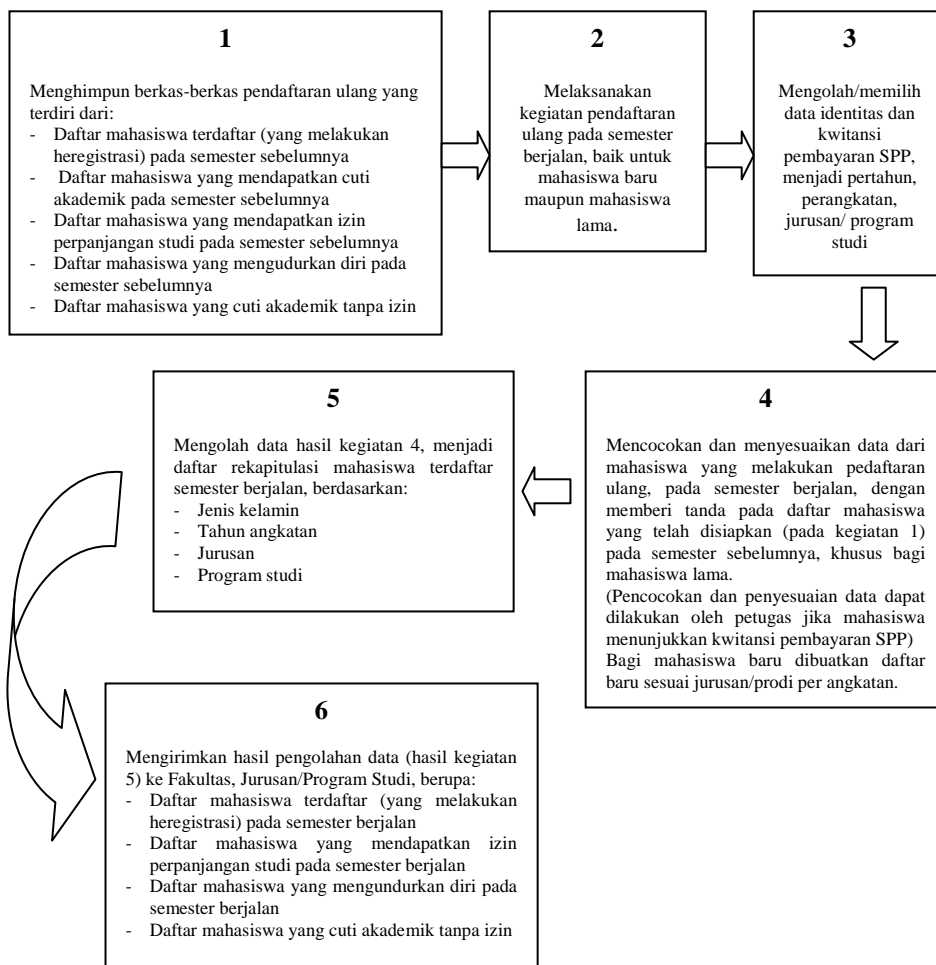 1
Menghimpun berkas-berkas pendaftaran ulang yang
terdiri dari:
- Daftar mahasiswa terdaftar (yang melakukan
heregistrasi) pada semester sebelumnya
- Daftar mahasiswa yang mendapatkan cuti
akademik pada semester sebelumnya
- Daftar mahasiswa yang mendapatkan izin
perpanjangan studi pada semester sebelumnya
- Daftar mahasiswa yang mengudurkan diri pada
semester sebelumnya
- Daftar mahasiswa yang cuti akademik tanpa izin
2
Melaksanakan
kegiatan pendaftaran
ulang pada semester
berjalan, baik untuk
mahasiswa baru
maupun mahasiswa
lama.
3
Mengolah/memilih
data identitas dan
kwitansi
pembayaran SPP,
menjadi pertahun,
perangkatan,
jurusan/ program
studi
4
Mencocokan dan menyesuaikan data dari
mahasiswa yang melakukan pedaftaran
ulang, pada semester berjalan, dengan
memberi tanda pada daftar mahasiswa
yang telah disiapkan (pada kegiatan 1)
pada semester sebelumnya, khusus bagi
mahasiswa lama.
(Pencocokan dan penyesuaian data dapat
dilakukan oleh petugas jika mahasiswa
menunjukkan kwitansi pembayaran SPP)
Bagi mahasiswa baru dibuatkan daftar
baru sesuai jurusan/prodi per angkatan.
5
Mengolah data hasil kegiatan 4, menjadi
daftar rekapitulasi mahasiswa terdaftar
semester berjalan, berdasarkan:
- Jenis kelamin
- Tahun angkatan
- Jurusan
- Program studi
6
Mengirimkan hasil pengolahan data (hasil kegiatan
5) ke Fakultas, Jurusan/Program Studi, berupa:
- Daftar mahasiswa terdaftar (yang melakukan
heregistrasi) pada semester berjalan
- Daftar mahasiswa yang mendapatkan izin
perpanjangan studi pada semester berjalan
- Daftar mahasiswa yang mengundurkan diri pada
semester berjalan
- Daftar mahasiswa yang cuti akademik tanpa izin